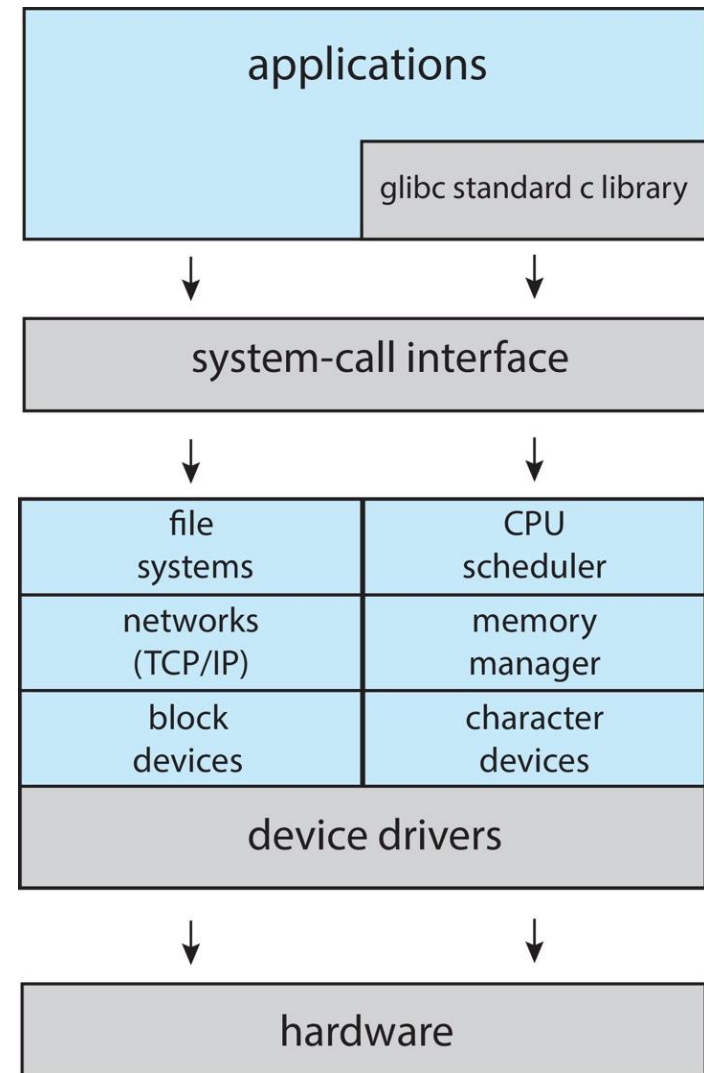 applications
glibc standard c library
system-call interface
file
systems
CPU
scheduler
networks
(TCP/IP)
memory
manager
block
devices
character
devices
device drivers
hardware